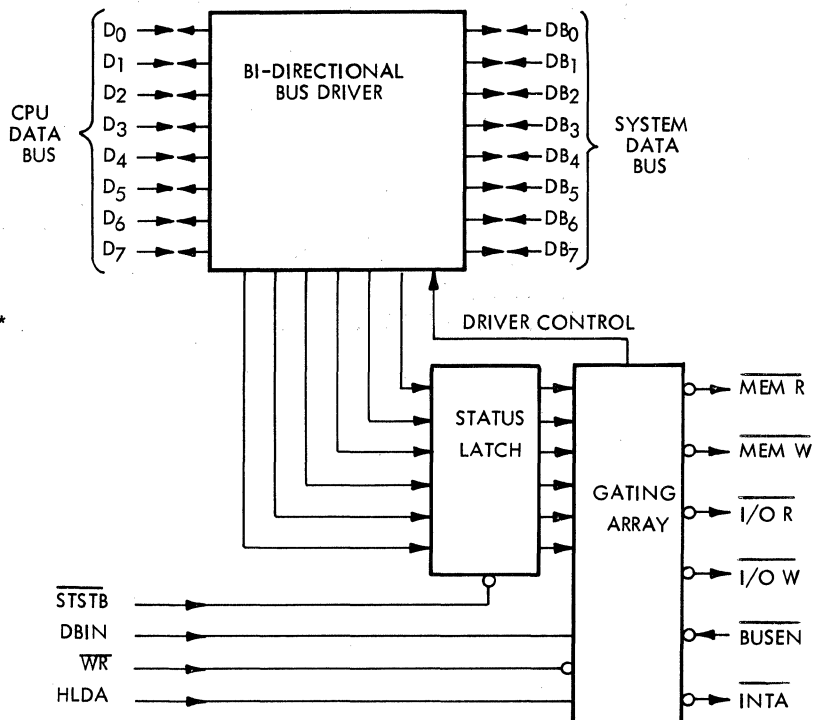 D0
D1
D2
D3
D4
D5
D6
D7
CPU
DATA
BUS
BI-DIRECTIONAL
BUS DRIVER
DB0
DB1
DB2
DB3
DB4
DB5
DB6
DB7
SYSTEM
DATA
BUS
*
DRIVER CONTROL
STATUS
LATCH
GATING
ARRAY
MEM R
MEM W
I/O R
I/O W
BUSEN
INTA
STSTB
DBIN
WR
HLDA